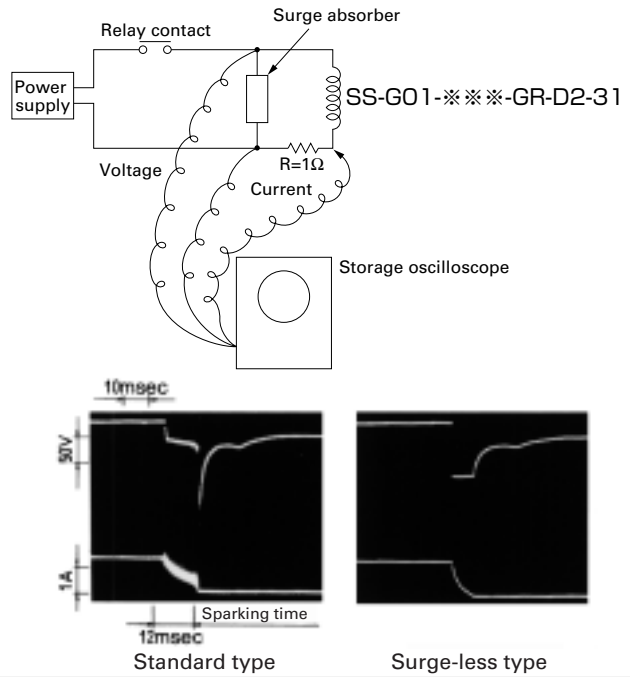 Surge absorber
Relay contact
Power
supply
SS-G01-※※※-GR-D2-31
R=1Ω
Voltage
Current
Storage oscilloscope
10msec
50V
1A
Sparking time
12msec
Standard type
Surge-less type